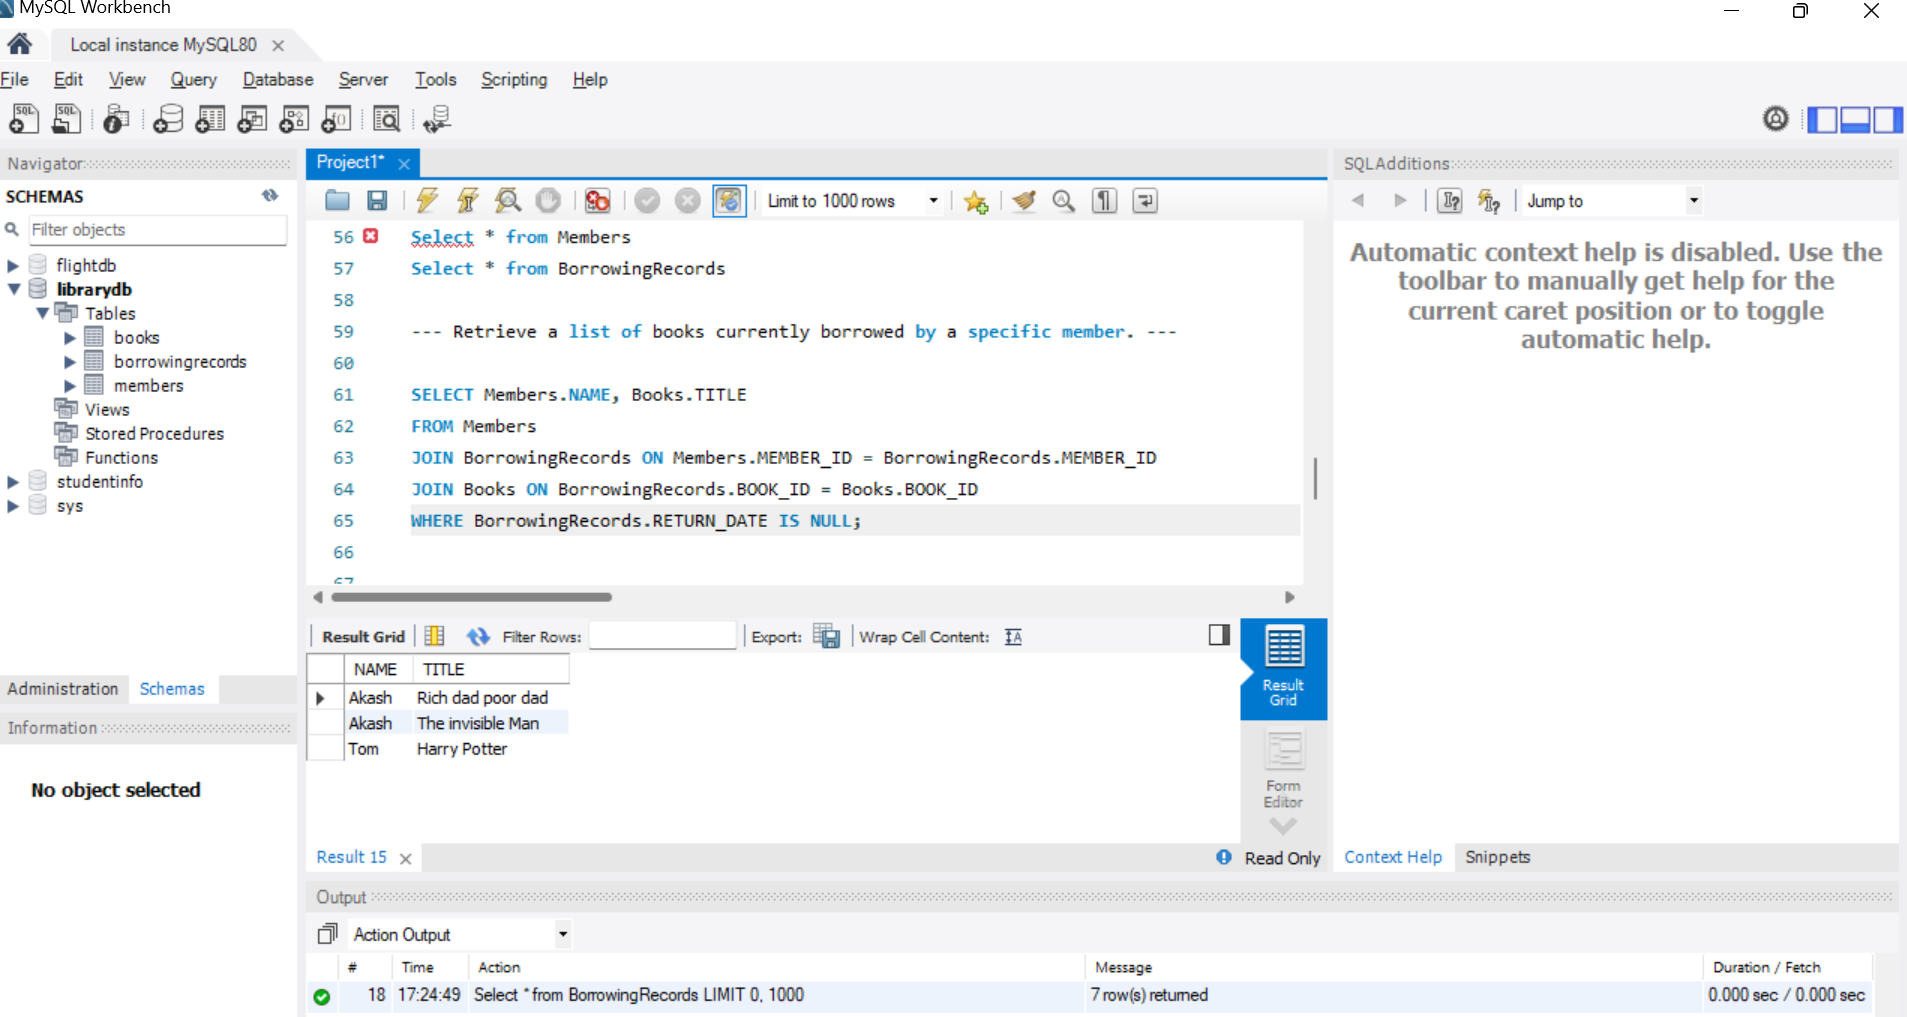 MySQL Workbench
Local instance MySQL80
File Edit View Query Database Server Tools Scripting Help
Navigator
SCHEMAS
Filter objects
flightdb
librarydb
Tables
books
borrowingrecords
members
Views
Stored Procedures
Functions
studentinfo
sys
Administration Schemas
Information
No object selected
Project1*
Limit to 1000 rows
56 Select * from Members
57 Select * from BorrowingRecords
58
59 --- Retrieve a list of books currently borrowed by a specific member. ---
60
61 SELECT Members.NAME, Books.TITLE
62 FROM Members
63 JOIN BorrowingRecords ON Members.MEMBER_ID = BorrowingRecords.MEMBER_ID
64 JOIN Books ON BorrowingRecords.BOOK_ID = Books.BOOK_ID
65 WHERE BorrowingRecords.RETURN_DATE IS NULL;
66
67
Result Grid Filter Rows: Export: Wrap Cell Content:
NAME TITLE
Akash Rich dad poor dad
Akash The invisible Man
Tom Harry Potter
Result
Grid
Form
Editor
Result 15
Read Only
SQLAdditions
Jump to
Automatic context help is disabled. Use the
toolbar to manually get help for the
current caret position or to toggle
automatic help.
Context Help Snippets
Output
Action Output
# Time Action Message Duration / Fetch
18 17:24:49 Select * from BorrowingRecords LIMIT 0, 1000 7 row(s) returned 0.000 sec / 0.000 sec